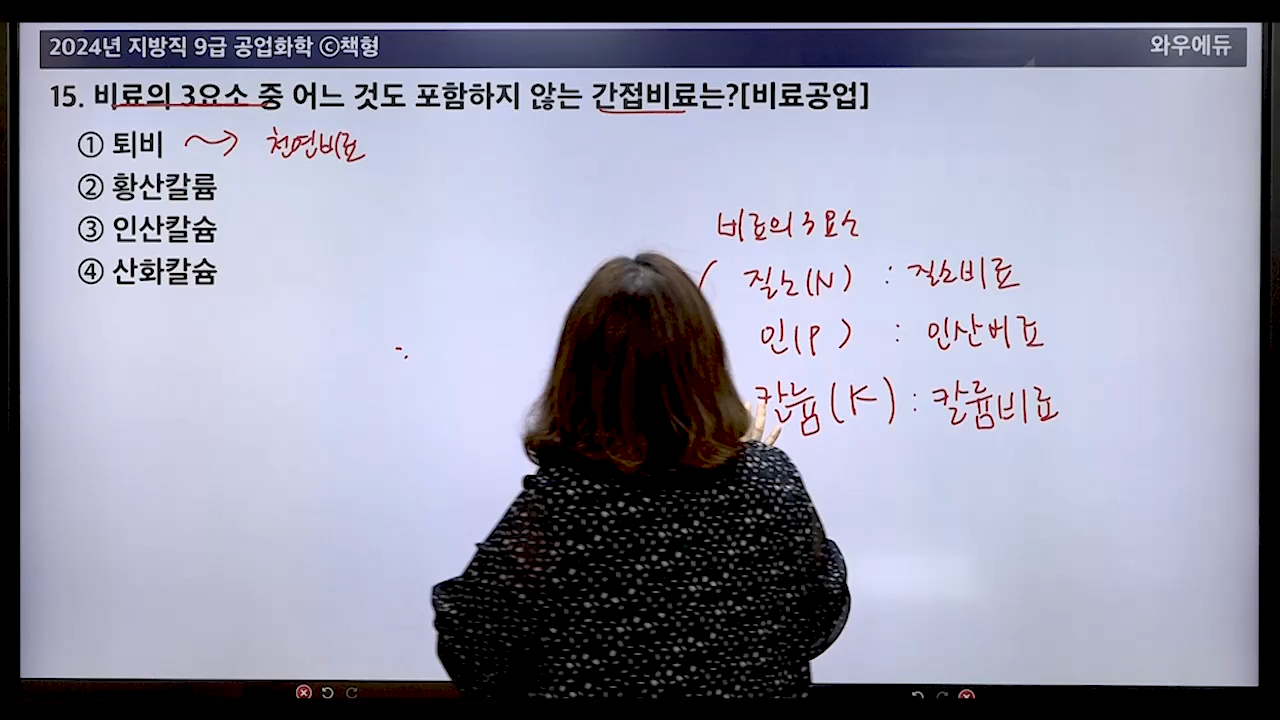 2024년 지방직 9급 공업화학 ⓒ책형
와우에듀
15. 비료의 3요소 중 어느 것도 포함하지 않는 간접비료는?[비료공업]
① 퇴비 → 천연비료
② 황산칼륨
③ 인산칼슘
④ 산화칼슘
비료의 3요소
질소(N) : 질소비료
인(P) : 인산비료
칼륨(K) : 칼륨비료